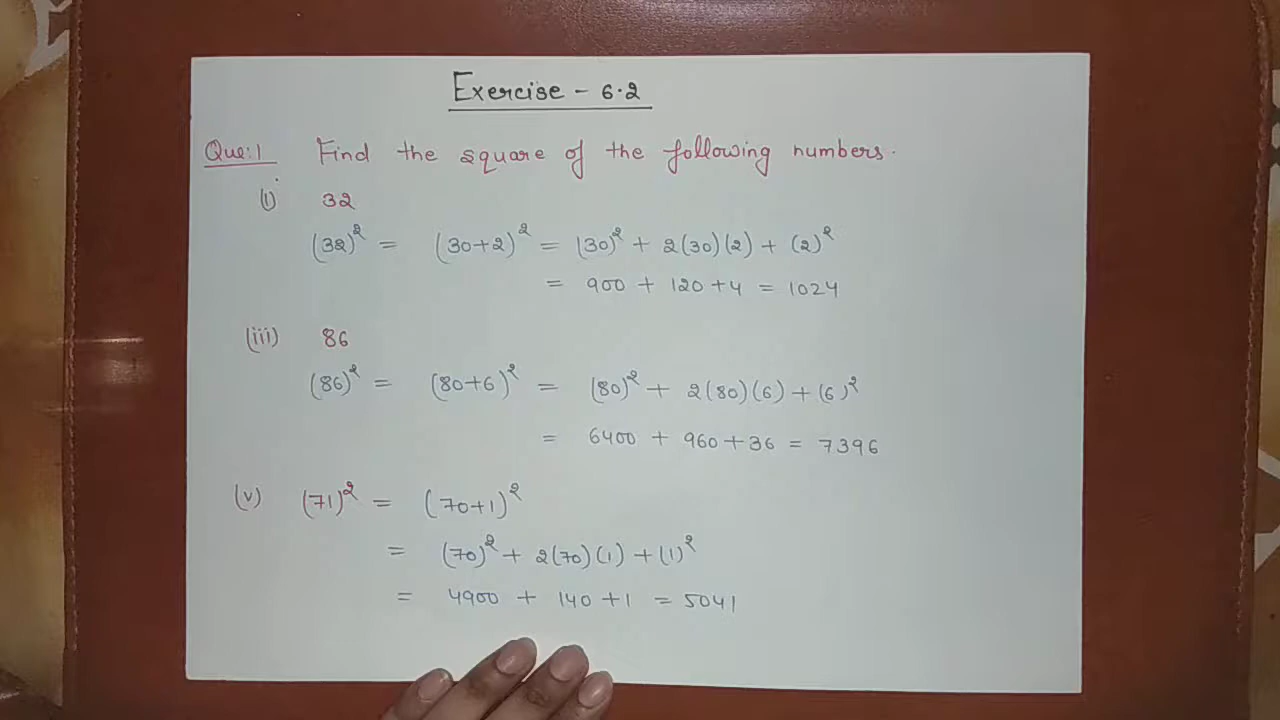 Exercise - 6.2
Que:1 Find the square of the following numbers.
(i) 32
(32)² = (30+2)² = (30)² + 2(30)(2) + (2)²
= 900 + 120 + 4 = 1024
(iii) 86
(86)² = (80+6)² = (80)² + 2(80)(6) + (6)²
= 6400 + 960 + 36 = 7396
(v) (71)² = (70+1)²
= (70)² + 2(70)(1) + (1)²
= 4900 + 140 + 1 = 5041